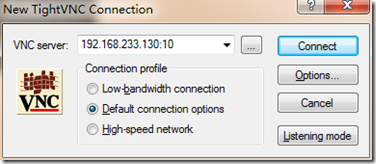 New TightVNC Connection
VNC server:
192.168.233.130:10
...
Connect
Connection profile
Low-bandwidth connection
Default connection options
High-speed network
Options...
Cancel
Listening mode
VNC